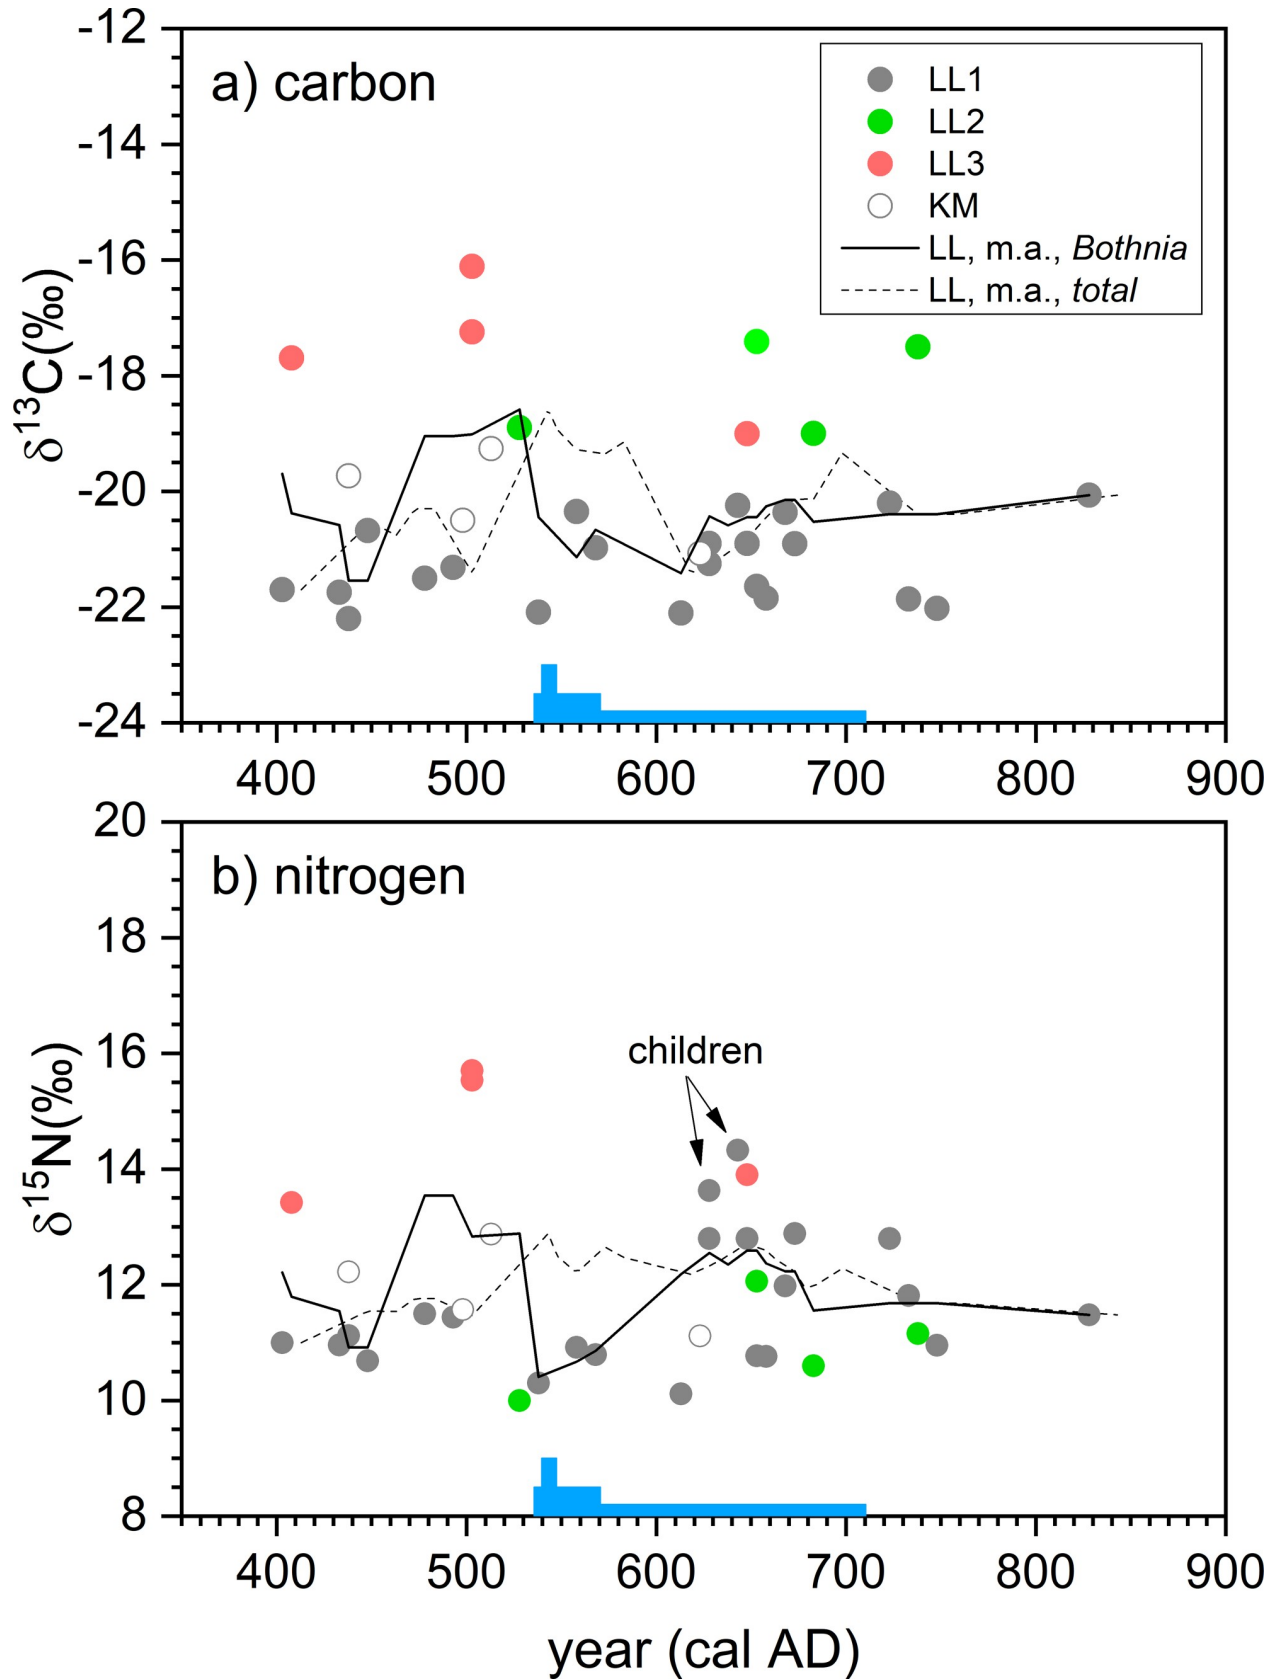 a) carbon
LL1
LL2
LL3
KM
LL, m.a., Bothnia
LL, m.a., total
δ¹³C(‰)
-12
-14
-16
-18
-20
-22
-24
400 500 600 700 800 900
b) nitrogen
children
δ¹⁵N(‰)
20
18
16
14
12
10
8
400 500 600 700 800 900
year (cal AD)